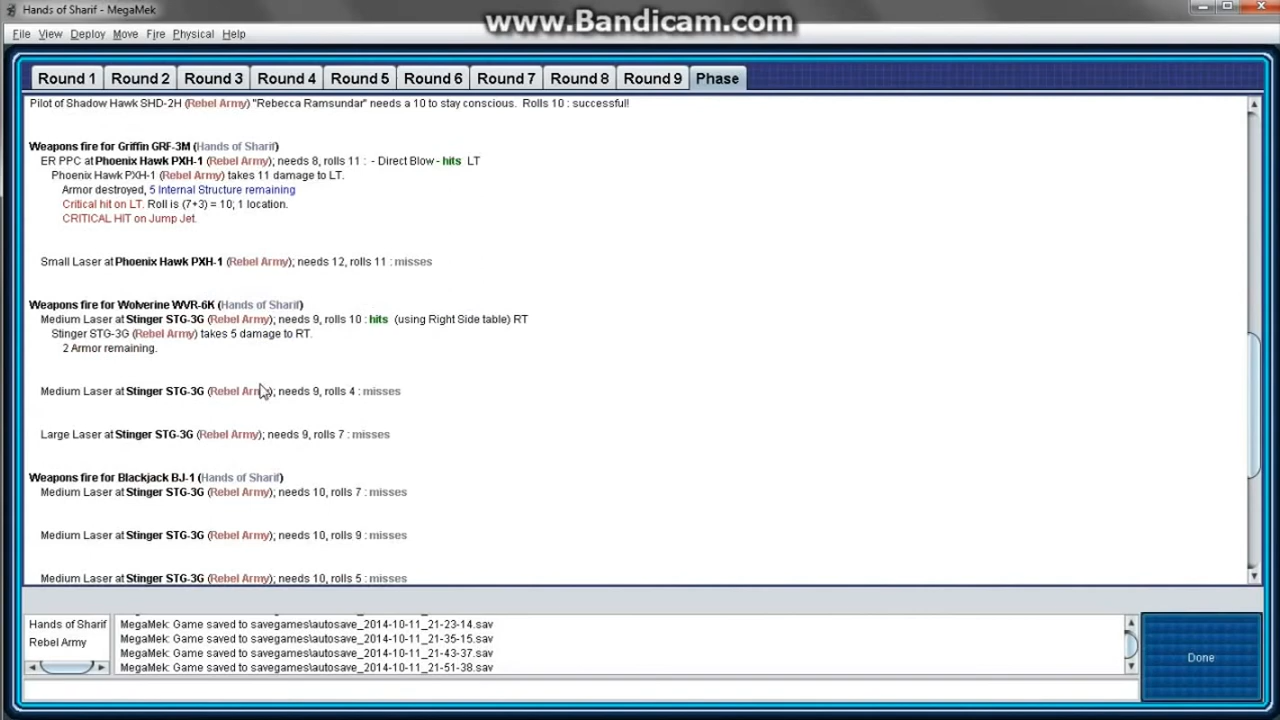 www.Bandicam.com
Hands of Sharif - MegaMek
File View Deploy Move Fire Physical Help
Round 1 Round 2 Round 3 Round 4 Round 5 Round 6 Round 7 Round 8 Round 9 Phase
Pilot of Shadow Hawk SHD-2H (Rebel Army) "Rebecca Ramsundar" needs a 10 to stay conscious. Rolls 10 : successful!
Weapons fire for Griffin GRF-3M (Hands of Sharif)
ER PPC at Phoenix Hawk PXH-1 (Rebel Army); needs 8, rolls 11 : - Direct Blow - hits LT
Phoenix Hawk PXH-1 (Rebel Army) takes 11 damage to LT.
Armor destroyed, 5 Internal Structure remaining
Critical hit on LT. Roll is (7+3) = 10; 1 location.
CRITICAL HIT on Jump Jet.
Small Laser at Phoenix Hawk PXH-1 (Rebel Army); needs 12, rolls 11 : misses
Weapons fire for Wolverine WVR-6K (Hands of Sharif)
Medium Laser at Stinger STG-3G (Rebel Army); needs 9, rolls 10 : hits (using Right Side table) RT
Stinger STG-3G (Rebel Army) takes 5 damage to RT.
2 Armor remaining.
Medium Laser at Stinger STG-3G (Rebel Army); needs 9, rolls 4 : misses
Large Laser at Stinger STG-3G (Rebel Army); needs 9, rolls 7 : misses
Weapons fire for Blackjack BJ-1 (Hands of Sharif)
Medium Laser at Stinger STG-3G (Rebel Army); needs 10, rolls 7 : misses
Medium Laser at Stinger STG-3G (Rebel Army); needs 10, rolls 9 : misses
Medium Laser at Stinger STG-3G (Rebel Army); needs 10, rolls 5 : misses
Hands of Sharif
Rebel Army
MegaMek: Game saved to savegames\autosave_2014-10-11_21-23-14.sav
MegaMek: Game saved to savegames\autosave_2014-10-11_21-35-15.sav
MegaMek: Game saved to savegames\autosave_2014-10-11_21-43-37.sav
MegaMek: Game saved to savegames\autosave_2014-10-11_21-51-38.sav
Done